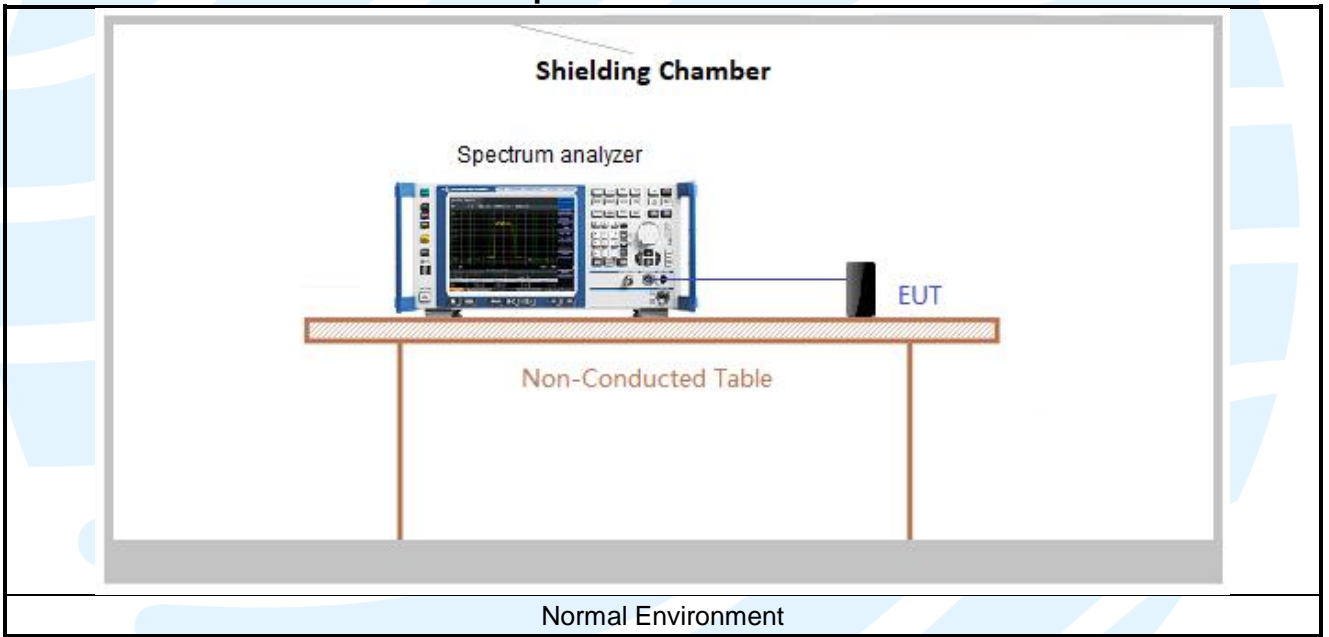 Shielding Chamber
Spectrum analyzer
EUT
Non-Conducted Table
Normal Environment